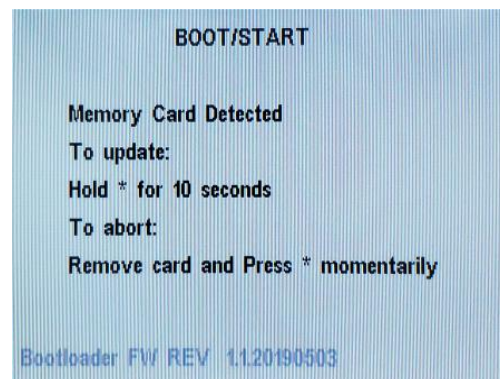 BOOT/START
Memory Card Detected
To update:
Hold * for 10 seconds
To abort:
Remove card and Press * momentarily
Bootloader FW REV 1.1.20190503